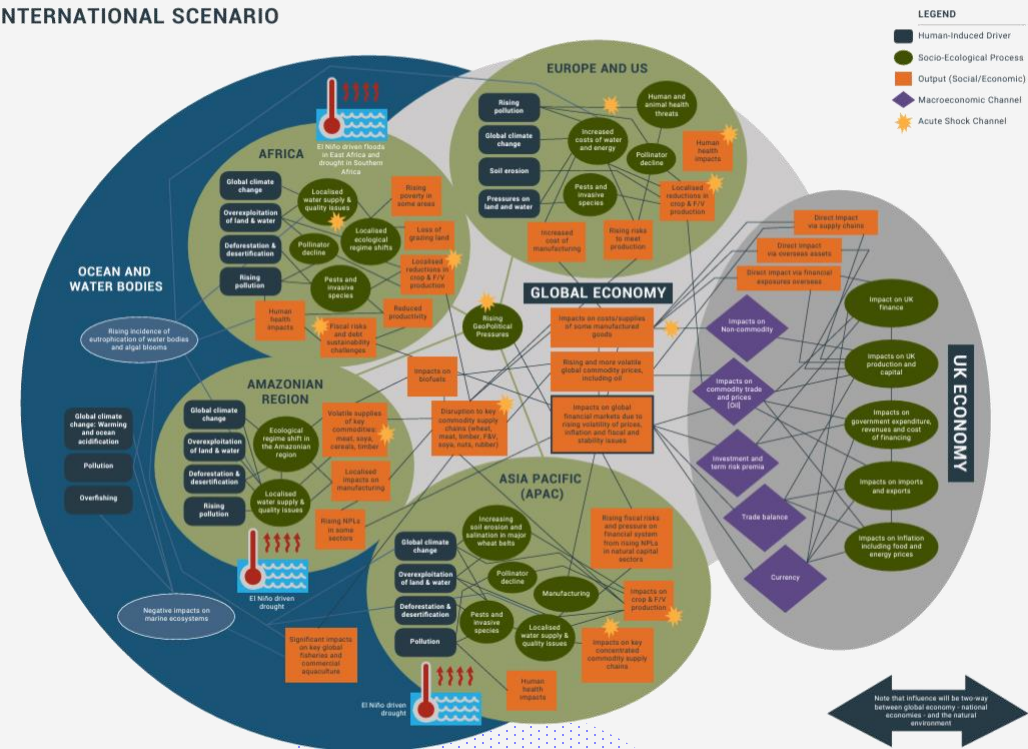 NTERNATIONAL SCENARIO
LEGEND
Human-Induced Driver
Socio-Ecological Process
Output (Social/Economic)
Macroeconomic Channel
Acute Shock Channel
OCEAN AND
WATER BODIES
Rising incidence of
eutrophication of water bodies
and algal blooms
Global climate
change: Warming
and ocean
acidification
Pollution
Overfishing
Negative impacts on
marine ecosystems
Significant impacts
on key global
fisheries and
commercial
aquaculture
El Niño driven floods
in East Africa and
drought in Southern
Africa
AFRICA
Global climate
change
Overexploitation
of land & water
Deforestation &
desertification
Rising
pollution
Localised
water supply &
quality issues
Pollinator
decline
Localised
ecological
regime shifts
Pests and
invasive
species
Rising
poverty in
some areas
Loss of
grazing land
Localised
reductions in
crop & F/V
production
Reduced
productivity
Human
health
impacts
Fiscal risks
and debt
sustainability
challenges
AMAZONIAN
REGION
Global climate
change
Overexploitation
of land & water
Deforestation &
desertification
Rising
pollution
Ecological
regime shift in
the Amazonian
region
Localised
water supply &
quality issues
Volatile supplies
of key
commodities:
meet, soya,
cereals, timber
Localised
impacts on
manufacturing
Rising NPLs
in some
sectors
El Niño driven
drought
EUROPE AND US
Rising
pollution
Global climate
change
Soil erosion
Pressures on
land and water
Increased
costs of water
and energy
Human and
animal health
threats
Pollinator
decline
Pests and
invasive
species
Human
health
impacts
Localised
reductions in
crop & F/V
production
Increased
cost of
manufacturing
Rising risks
to meet
production
GLOBAL ECONOMY
Rising
GeoPolitical
Pressures
Impacts on costs/supplies
of some manufactured
goods
Rising and more volatile
global commodity prices,
including oil
Impacts on global
financial markets due to
rising volatility of prices,
inflation and fiscal and
stability issues
Impacts on
biofuels
Disruption to key
commodity supply
chains (wheat,
meat, timber, F&V,
soya, nuts, rubber)
ASIA PACIFIC
(APAC)
Global climate
change
Overexploitation
of land & water
Deforestation &
desertification
Pollution
Increasing
soil erosion and
salination in major
wheat belts
Pollinator
decline
Manufacturing
Pests and
invasive
species
Localised
water supply &
quality issues
Rising fiscal risks
and pressure on
financial system
from rising NPLs
in natural capital
sectors
Impacts on
crop & F/V
production
Impacts on key
concentrated
commodity supply
chains
Human
health
impacts
El Niño driven
drought
Direct Impact
via supply chains
Direct Impact
via overseas assets
Direct impact via financial
exposures overseas
Impacts on
Non-commodity
Impacts on
commodity trade
and prices
[Oil]
Investment and
term risk premia
Trade balance
Currency
Impact on UK
finance
Impact on UK
production and
capital
Impacts on
government expenditure,
revenues and cost
of financing
Impacts on imports
and exports
Impacts on Inflation
including food and
energy prices
UK ECONOMY
Note that influence will be two-way
between global economy - national
economies - and the natural
environment